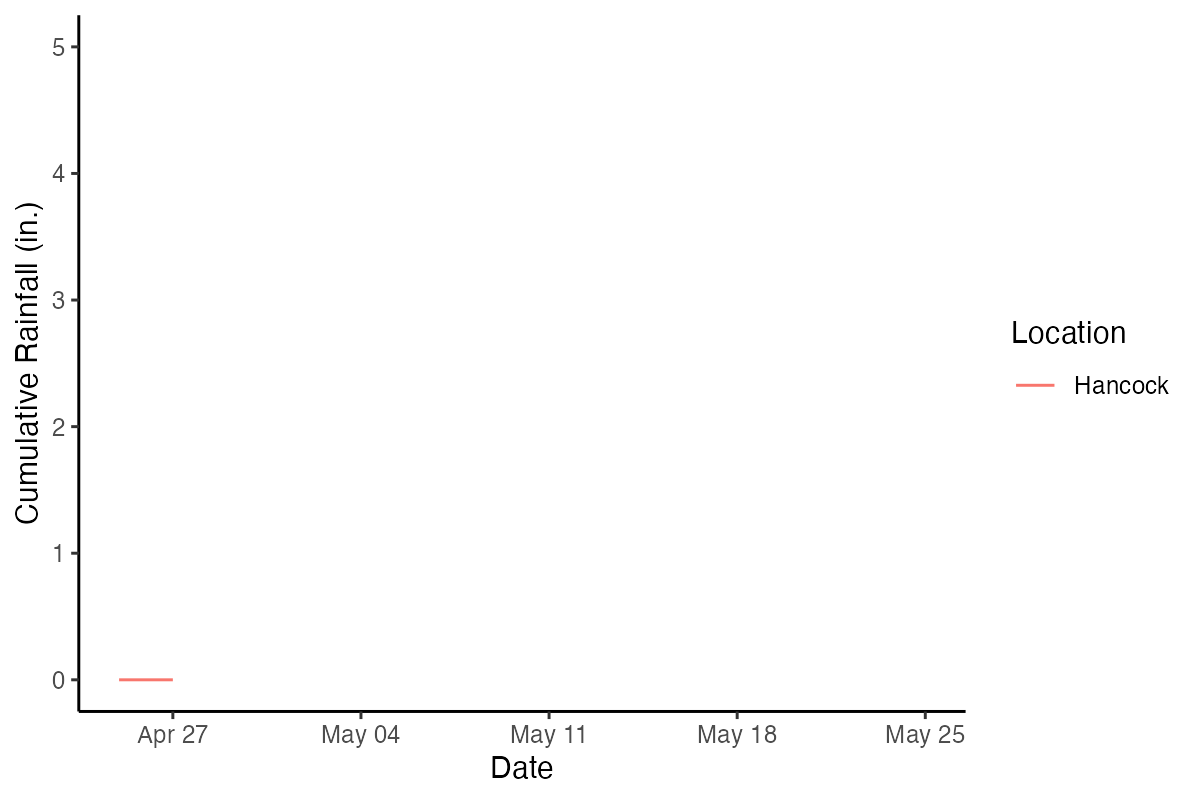 Cumulative Rainfall (in.)
5
4
3
2
1
0
Apr 27
May 04
May 11
May 18
May 25
Date
Location
Hancock